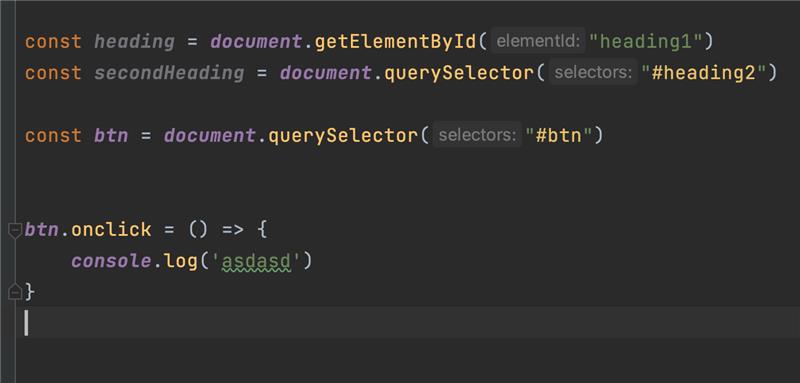 const heading = document.getElementById( elementId: "heading1")
const secondHeading = document.querySelector( selectors: "#heading2")
const btn = document.querySelector( selectors: "#btn")
btn.onclick = () => {
console.log('asdasd')
}